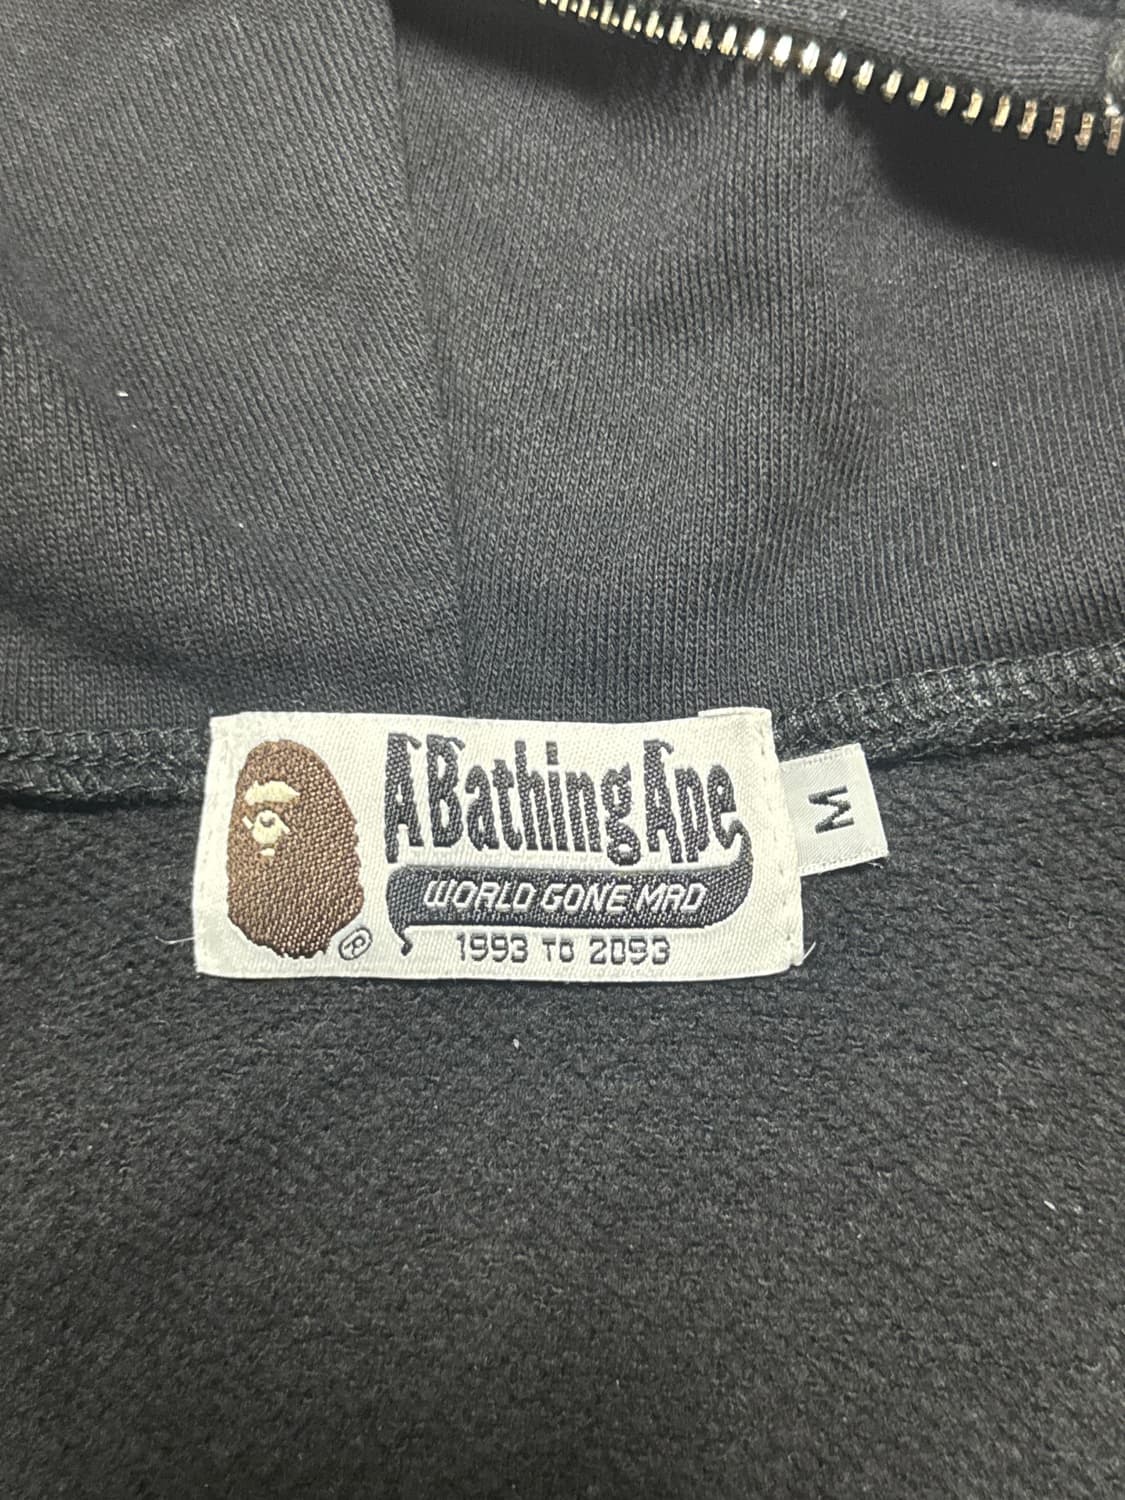 A Bathing Ape
WORLD GONE MAD
1993 TO 2093
®
M